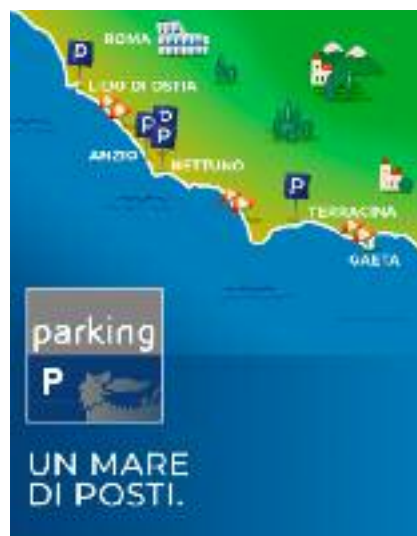 ROMA
P
LIDO DI OSTIA
P P
P
ANZIO
NETTUNO
P
TERRACINA
GAETA
parking
P
UN MARE
DI POSTI.